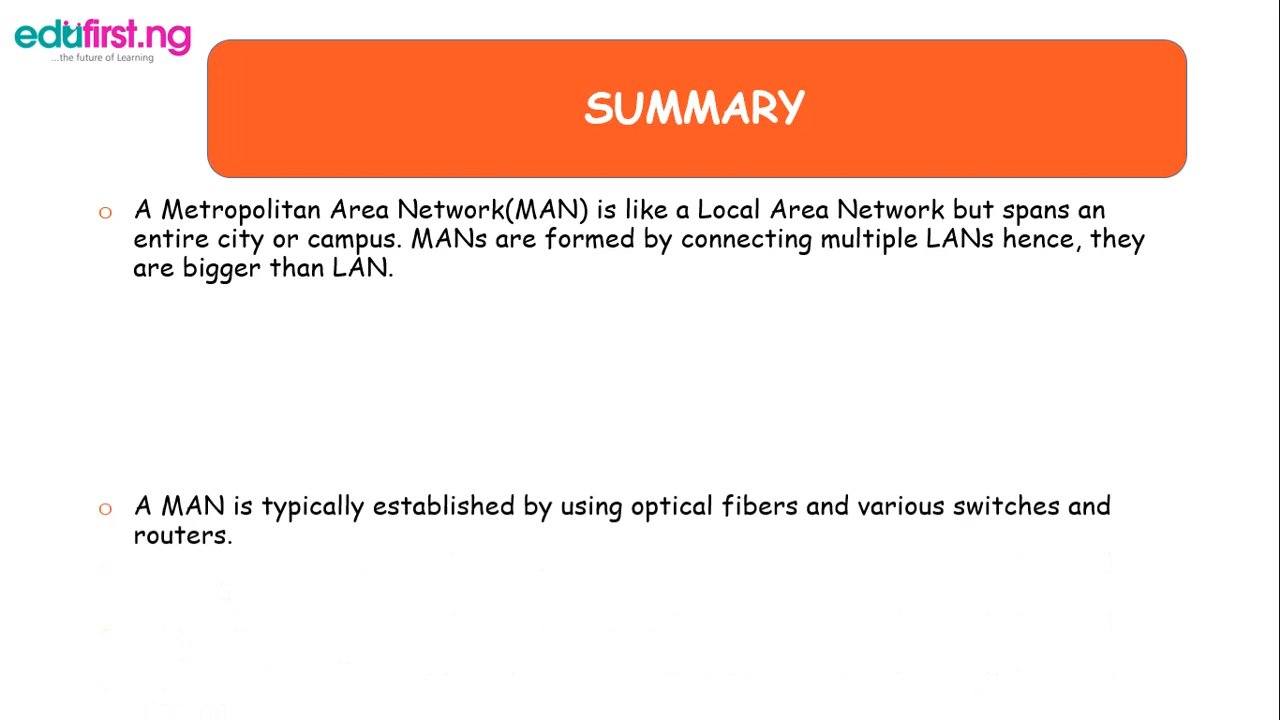 edufirst.ng
...the future of Learning
SUMMARY
o A Metropolitan Area Network(MAN) is like a Local Area Network but spans an
entire city or campus. MANs are formed by connecting multiple LANs hence, they
are bigger than LAN.
o A MAN is typically established by using optical fibers and various switches and
routers.